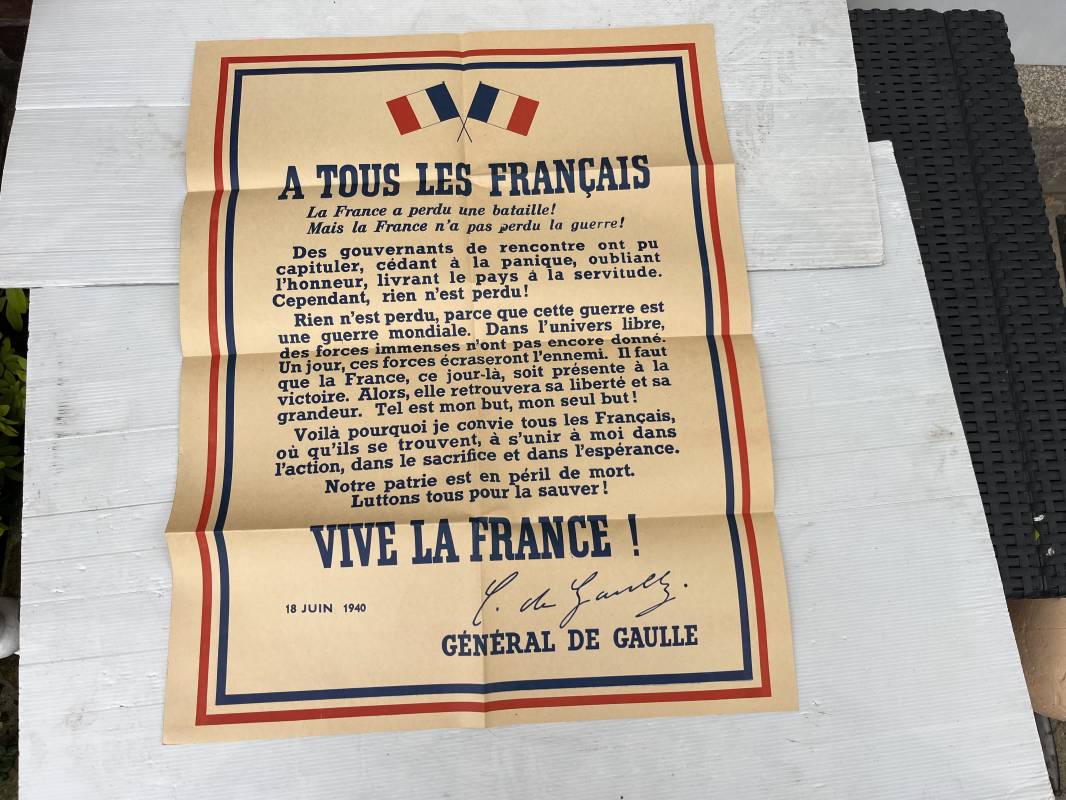 A TOUS LES FRANÇAIS
La France a perdu une bataille!
Mais la France n'a pas perdu la guerre!
Des gouvernants de rencontre ont pu
capituler, cédant à la panique, oubliant
l'honneur, livrant le pays à la servitude.
Cependant, rien n'est perdu!
Rien n'est perdu, parce que cette guerre est
une guerre mondiale. Dans l'univers libre,
des forces immenses n'ont pas encore donné.
Un jour, ces forces écraseront l'ennemi. Il faut
que la France, ce jour-là, soit présente à la
victoire. Alors, elle retrouvera sa liberté et sa
grandeur. Tel est mon but, mon seul but!
Voilà pourquoi je convie tous les Français,
où qu'ils se trouvent, à s'unir à moi dans
l'action, dans le sacrifice et dans l'espérance.
Notre patrie est en péril de mort.
Luttons tous pour la sauver!
VIVE LA FRANCE !
C. de Gaulle.
18 JUIN 1940
GÉNÉRAL DE GAULLE